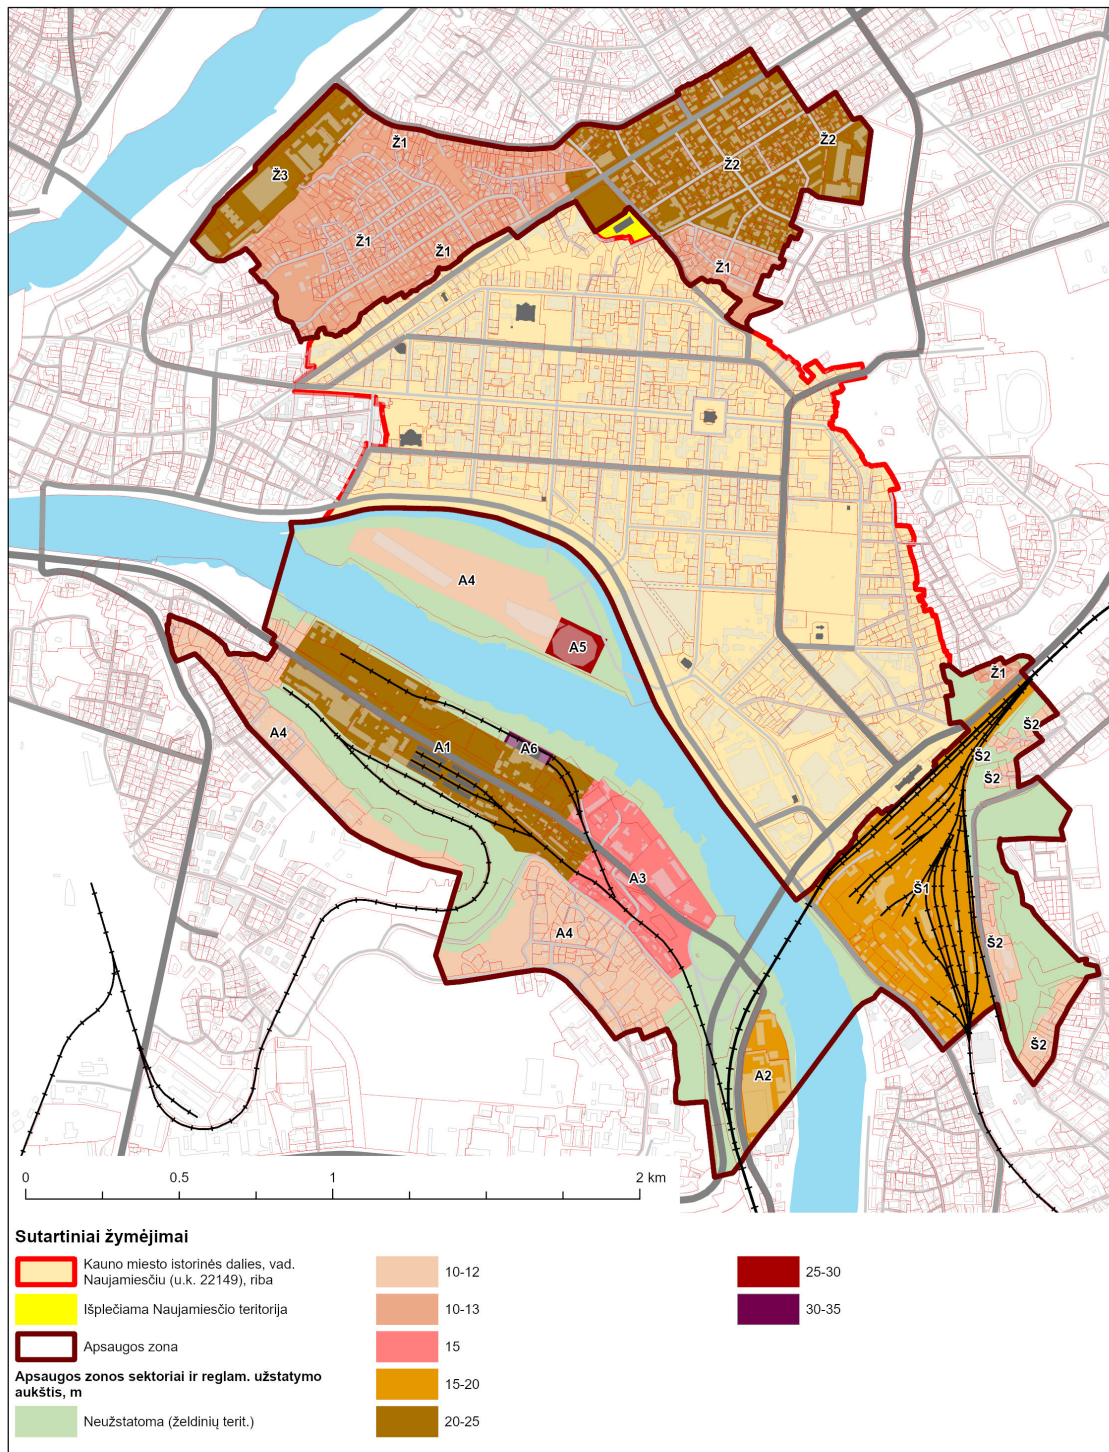 Ž1
Ž2
Ž3
Ž2
Ž1
Ž1
Ž1
A4
A5
Ž1
Š2
Š2
Š2
A4
A1
A6
A3
Š1
A4
Š2
Š2
A2
0 0.5 1 2 km
Sutartiniai žymėjimai
Kauno miesto istorinės dalies, vad.
Naujamiesčiu (u.k. 22149), riba
Išplečiama Naujamiesčio teritorija
Apsaugos zona
Apsaugos zonos sektoriai ir reglam. užstatymo
aukštis, m
Neužstatoma (želdinių terit.)
10-12
10-13
15
15-20
20-25
25-30
30-35